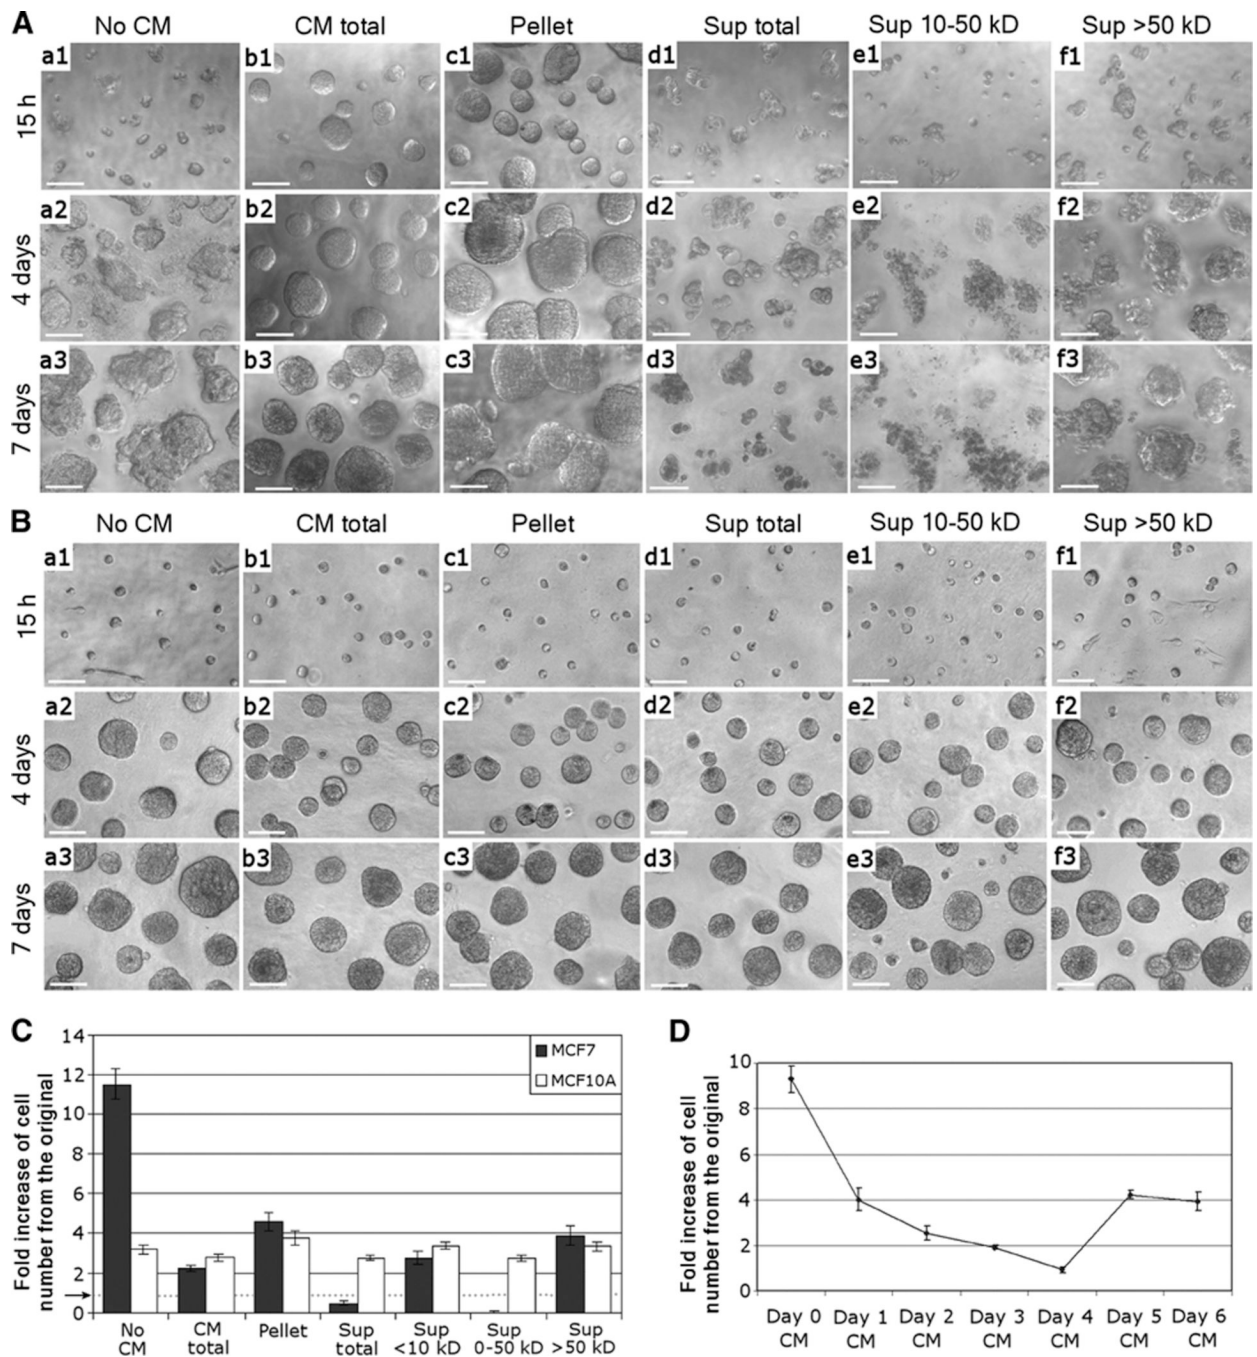 A
No CM
CM total
Pellet
Sup total
Sup 10-50 kD
Sup >50 kD
15 h
a1
b1
c1
d1
e1
f1
4 days
a2
b2
c2
d2
e2
f2
7 days
a3
b3
c3
d3
e3
f3
B
No CM
CM total
Pellet
Sup total
Sup 10-50 kD
Sup >50 kD
15 h
a1
b1
c1
d1
e1
f1
4 days
a2
b2
c2
d2
e2
f2
7 days
a3
b3
c3
d3
e3
f3
C
Fold increase of cell
number from the original
14
12
10
8
6
4
2
0
MCF7
MCF10A
No
CM
CM
total
Pellet
Sup
total
Sup
<10 kD
Sup
0-50 kD
Sup
>50 kD
D
Fold increase of cell
number from the original
10
8
6
4
2
0
Day 0
CM
Day 1
CM
Day 2
CM
Day 3
CM
Day 4
CM
Day 5
CM
Day 6
CM